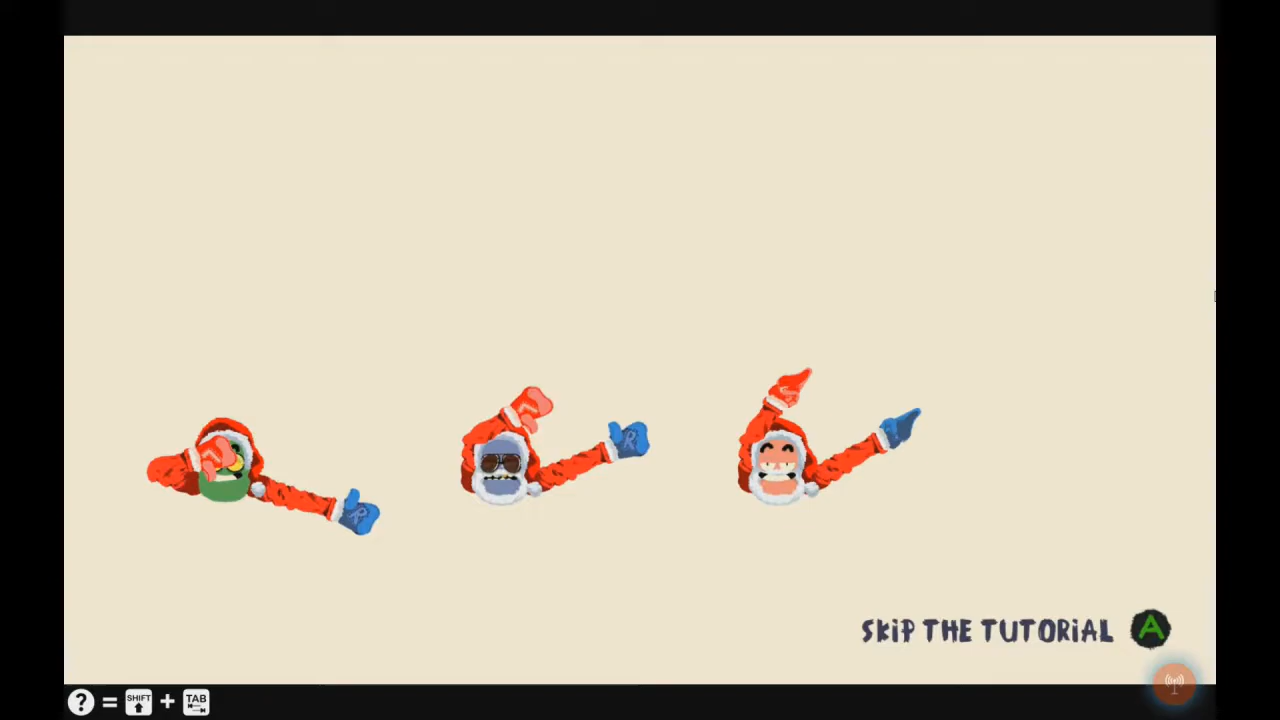 R
R
SKiP THE TUTORiAL A
? = SHIFT + TAB